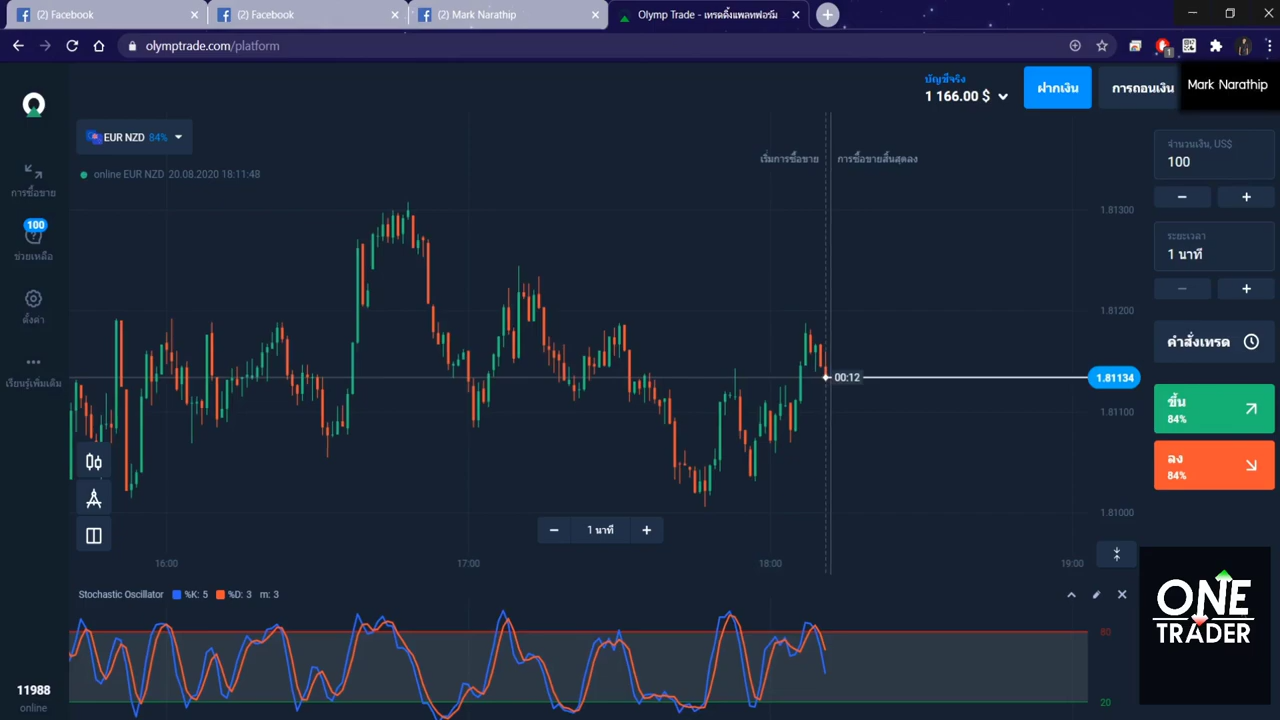 (2) Facebook
(2) Facebook
(2) Mark Narathip
Olymp Trade - เทรดดิ้งแพลทฟอร์ม
olymptrade.com/platform
1
บัญชีจริง
1 166.00 $
ฝากเงิน
การถอนเงิน
Mark Narathip
EUR NZD 84%
online EUR NZD 20.08.2020 18:11:48
เริ่มการซื้อขาย
การซื้อขายสิ้นสุดลง
การซื้อขาย
100
ช่วยเหลือ
ตั้งค่า
เรียนรู้เพิ่มเติม
จำนวนเงิน, US$
100
ระยะเวลา
1 นาที
คำสั่งเทรด
ขึ้น
84%
ลง
84%
1.81300
1.81200
00:12
1.81134
1.81100
1.81000
1 นาที
16:00
17:00
18:00
19:00
Stochastic Oscillator %K: 5 %D: 3 m: 3
80
20
11988
online
ONE
TRADER